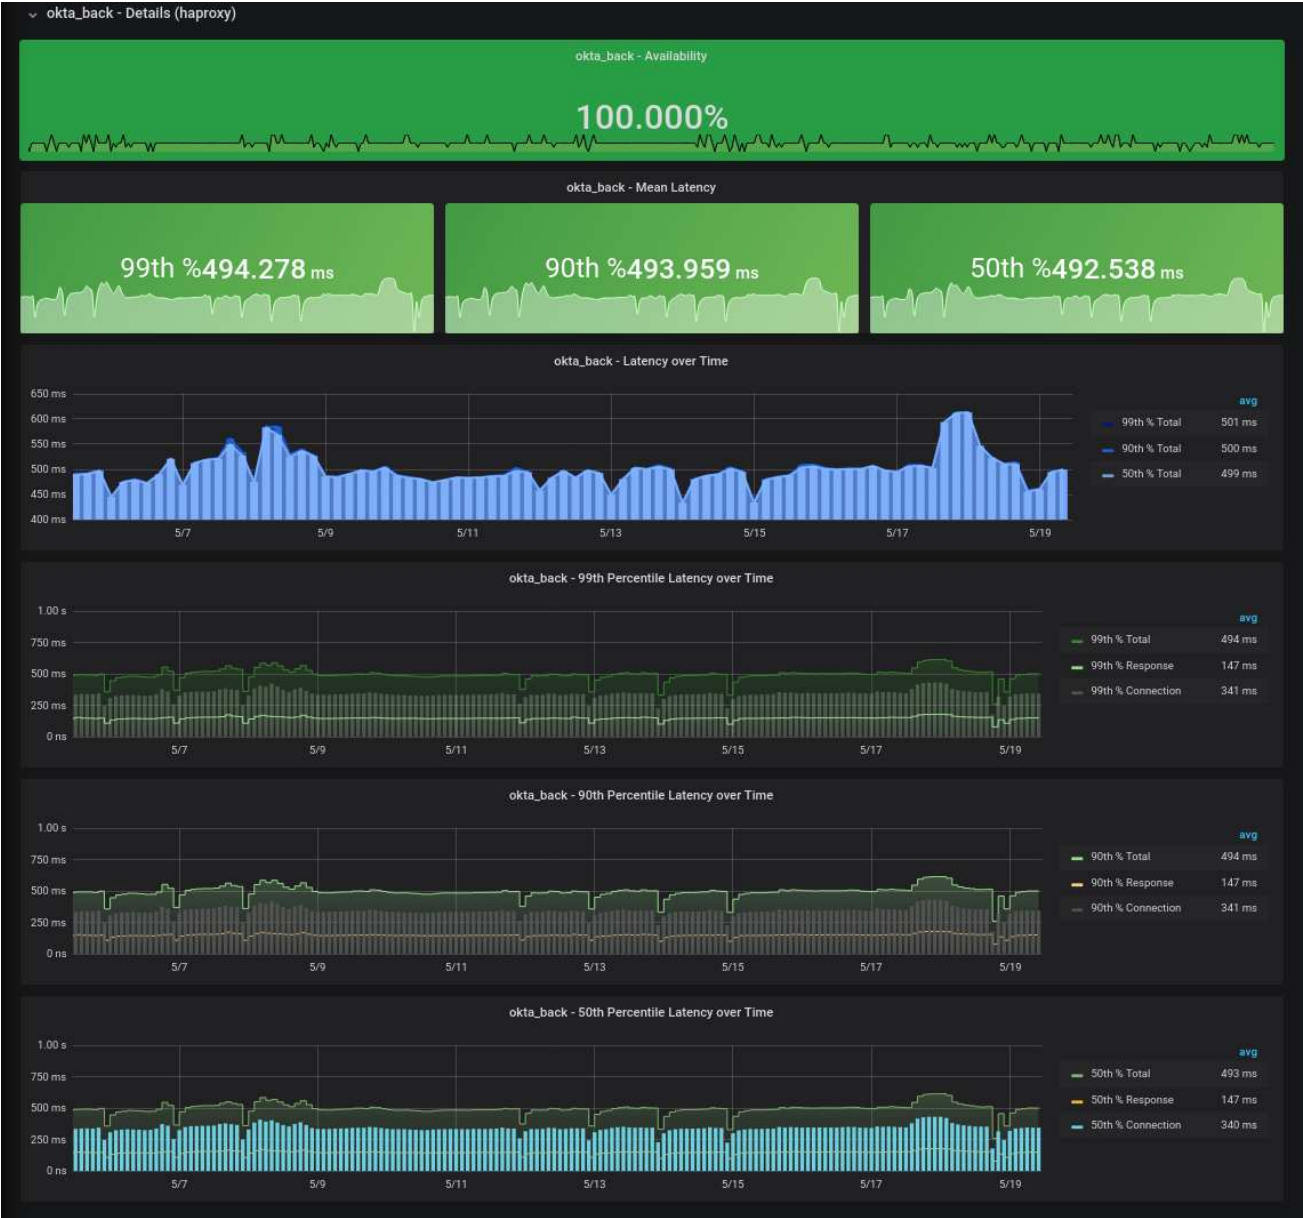 okta_back - Details (haproxy)
okta_back - Availability
100.000%
okta_back - Mean Latency
99th %494.278 ms
90th %493.959 ms
50th %492.538 ms
okta_back - Latency over Time
650 ms
600 ms
550 ms
500 ms
450 ms
400 ms
5/7
5/9
5/11
5/13
5/15
5/17
5/19
avg
99th % Total 501 ms
90th % Total 500 ms
50th % Total 499 ms
okta_back - 99th Percentile Latency over Time
1.00 s
750 ms
500 ms
250 ms
0 ns
5/7
5/9
5/11
5/13
5/15
5/17
5/19
avg
99th % Total 494 ms
99th % Response 147 ms
99th % Connection 341 ms
okta_back - 90th Percentile Latency over Time
1.00 s
750 ms
500 ms
250 ms
0 ns
5/7
5/9
5/11
5/13
5/15
5/17
5/19
avg
90th % Total 494 ms
90th % Response 147 ms
90th % Connection 341 ms
okta_back - 50th Percentile Latency over Time
1.00 s
750 ms
500 ms
250 ms
0 ns
5/7
5/9
5/11
5/13
5/15
5/17
5/19
avg
50th % Total 493 ms
50th % Response 147 ms
50th % Connection 340 ms